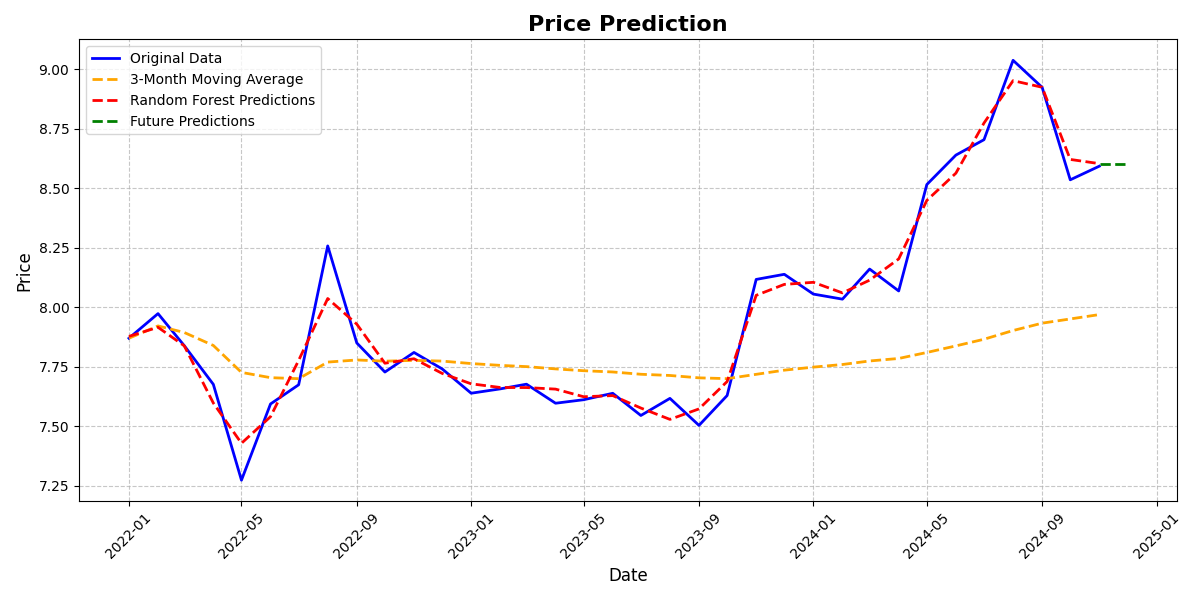 Price Prediction
Original Data
3-Month Moving Average
Random Forest Predictions
Future Predictions
9.00
8.75
8.50
8.25
8.00
7.75
7.50
7.25
Price
2022-01
2022-05
2022-09
2023-01
2023-05
2023-09
2024-01
2024-05
2024-09
2025-01
Date